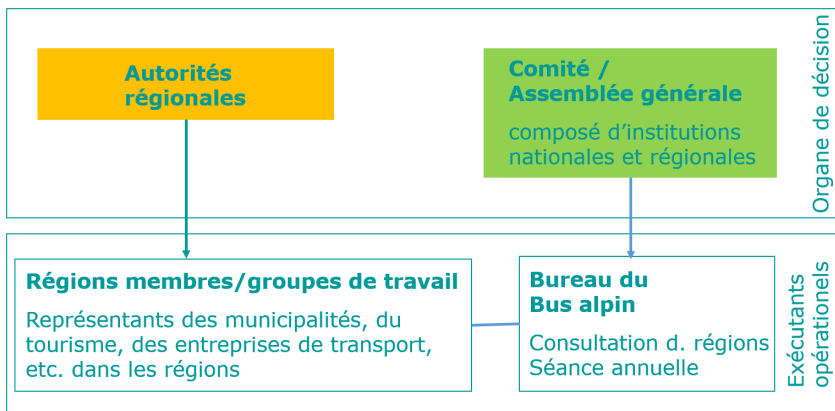 Autorités
régionales
Comité /
Assemblée générale
composé d'institutions
nationales et régionales
Organe de décision
Régions membres/groupes de travail
Représentants des municipalités, du
tourisme, des entreprises de transport,
etc. dans les régions
Bureau du
Bus alpin
Consultation d. régions
Séance annuelle
Exécutants
opérationels